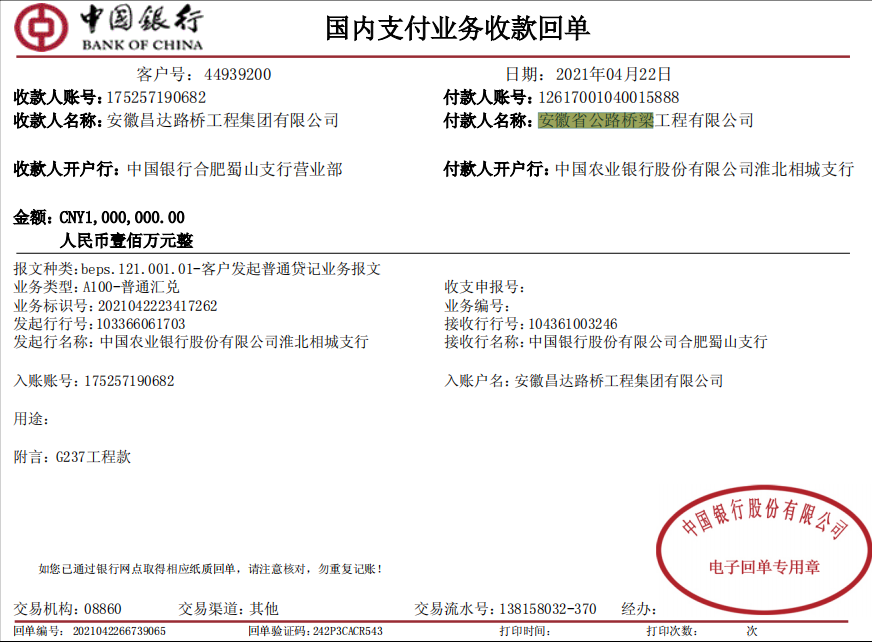 中国银行
BANK OF CHINA
国内支付业务收款回单
客户号：44939200 日期：2021年04月22日
收款人账号：175257190682 付款人账号：12617001040015888
收款人名称：安徽昌达路桥工程集团有限公司 付款人名称：安徽省公路桥梁工程有限公司
收款人开户行：中国银行合肥蜀山支行营业部 付款人开户行：中国农业银行股份有限公司淮北相城支行
金额：CNY1,000,000.00
人民币壹佰万元整
报文种类：beps.121.001.01-客户发起普通贷记业务报文
业务类型：A100-普通汇兑 收支申报号：
业务标识号：2021042223417262 业务编号：
发起行行号：103366061703 接收行行号：104361003246
发起行名称：中国农业银行股份有限公司淮北相城支行 接收行名称：中国银行股份有限公司合肥蜀山支行
入账账号：175257190682 入账户名：安徽昌达路桥工程集团有限公司
用途：
附言：G237工程款
中国银行股份有限公司
电子回单专用章
如您已通过银行网点取得相应纸质回单，请注意核对，勿重复记账！
交易机构：08860 交易渠道：其他 交易流水号：138158032-370 经办：
回单编号：2021042266739065 回单验证码：242P3CACR543 打印时间： 打印次数： 次